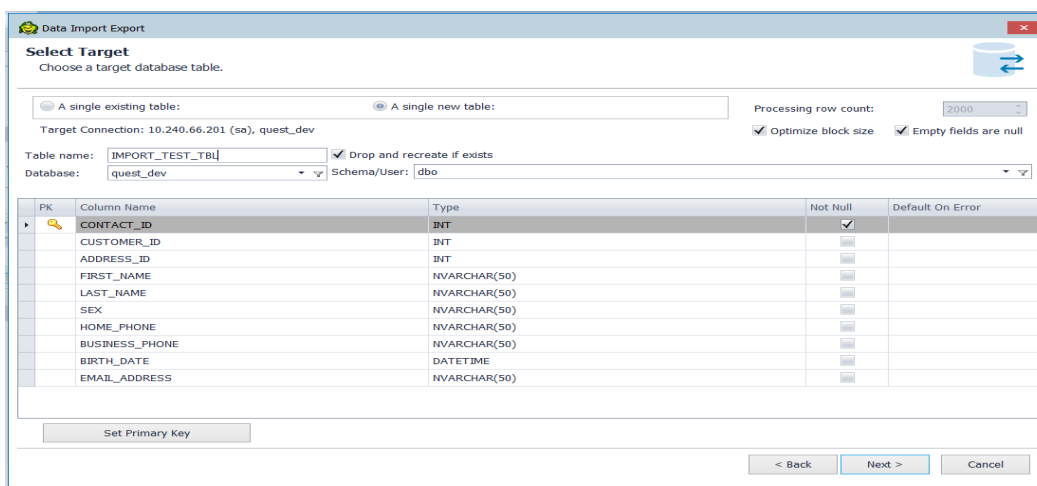 Data Import Export
Select Target
Choose a target database table.
A single existing table: A single new table: Processing row count: 2000
Target Connection: 10.240.66.201 (sa), quest_dev Optimize block size Empty fields are null
Table name: IMPORT_TEST_TBL Drop and recreate if exists
Database: quest_dev Schema/User: dbo
PK Column Name Type Not Null Default On Error
CONTACT_ID INT
CUSTOMER_ID INT
ADDRESS_ID INT
FIRST_NAME NVARCHAR(50)
LAST_NAME NVARCHAR(50)
SEX NVARCHAR(50)
HOME_PHONE NVARCHAR(50)
BUSINESS_PHONE NVARCHAR(50)
BIRTH_DATE DATETIME
EMAIL_ADDRESS NVARCHAR(50)
Set Primary Key
< Back Next > Cancel